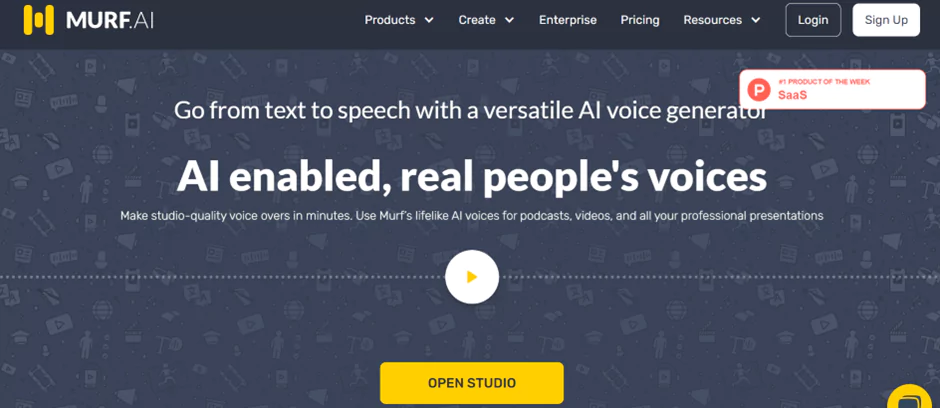 MURF.AI
Products
Create
Enterprise
Pricing
Resources
Login
Sign Up
#1 PRODUCT OF THE WEEK
P
SaaS
Go from text to speech with a versatile AI voice generator
AI enabled, real people's voices
Make studio-quality voice overs in minutes. Use Murf's lifelike AI voices for podcasts, videos, and all your professional presentations
OPEN STUDIO